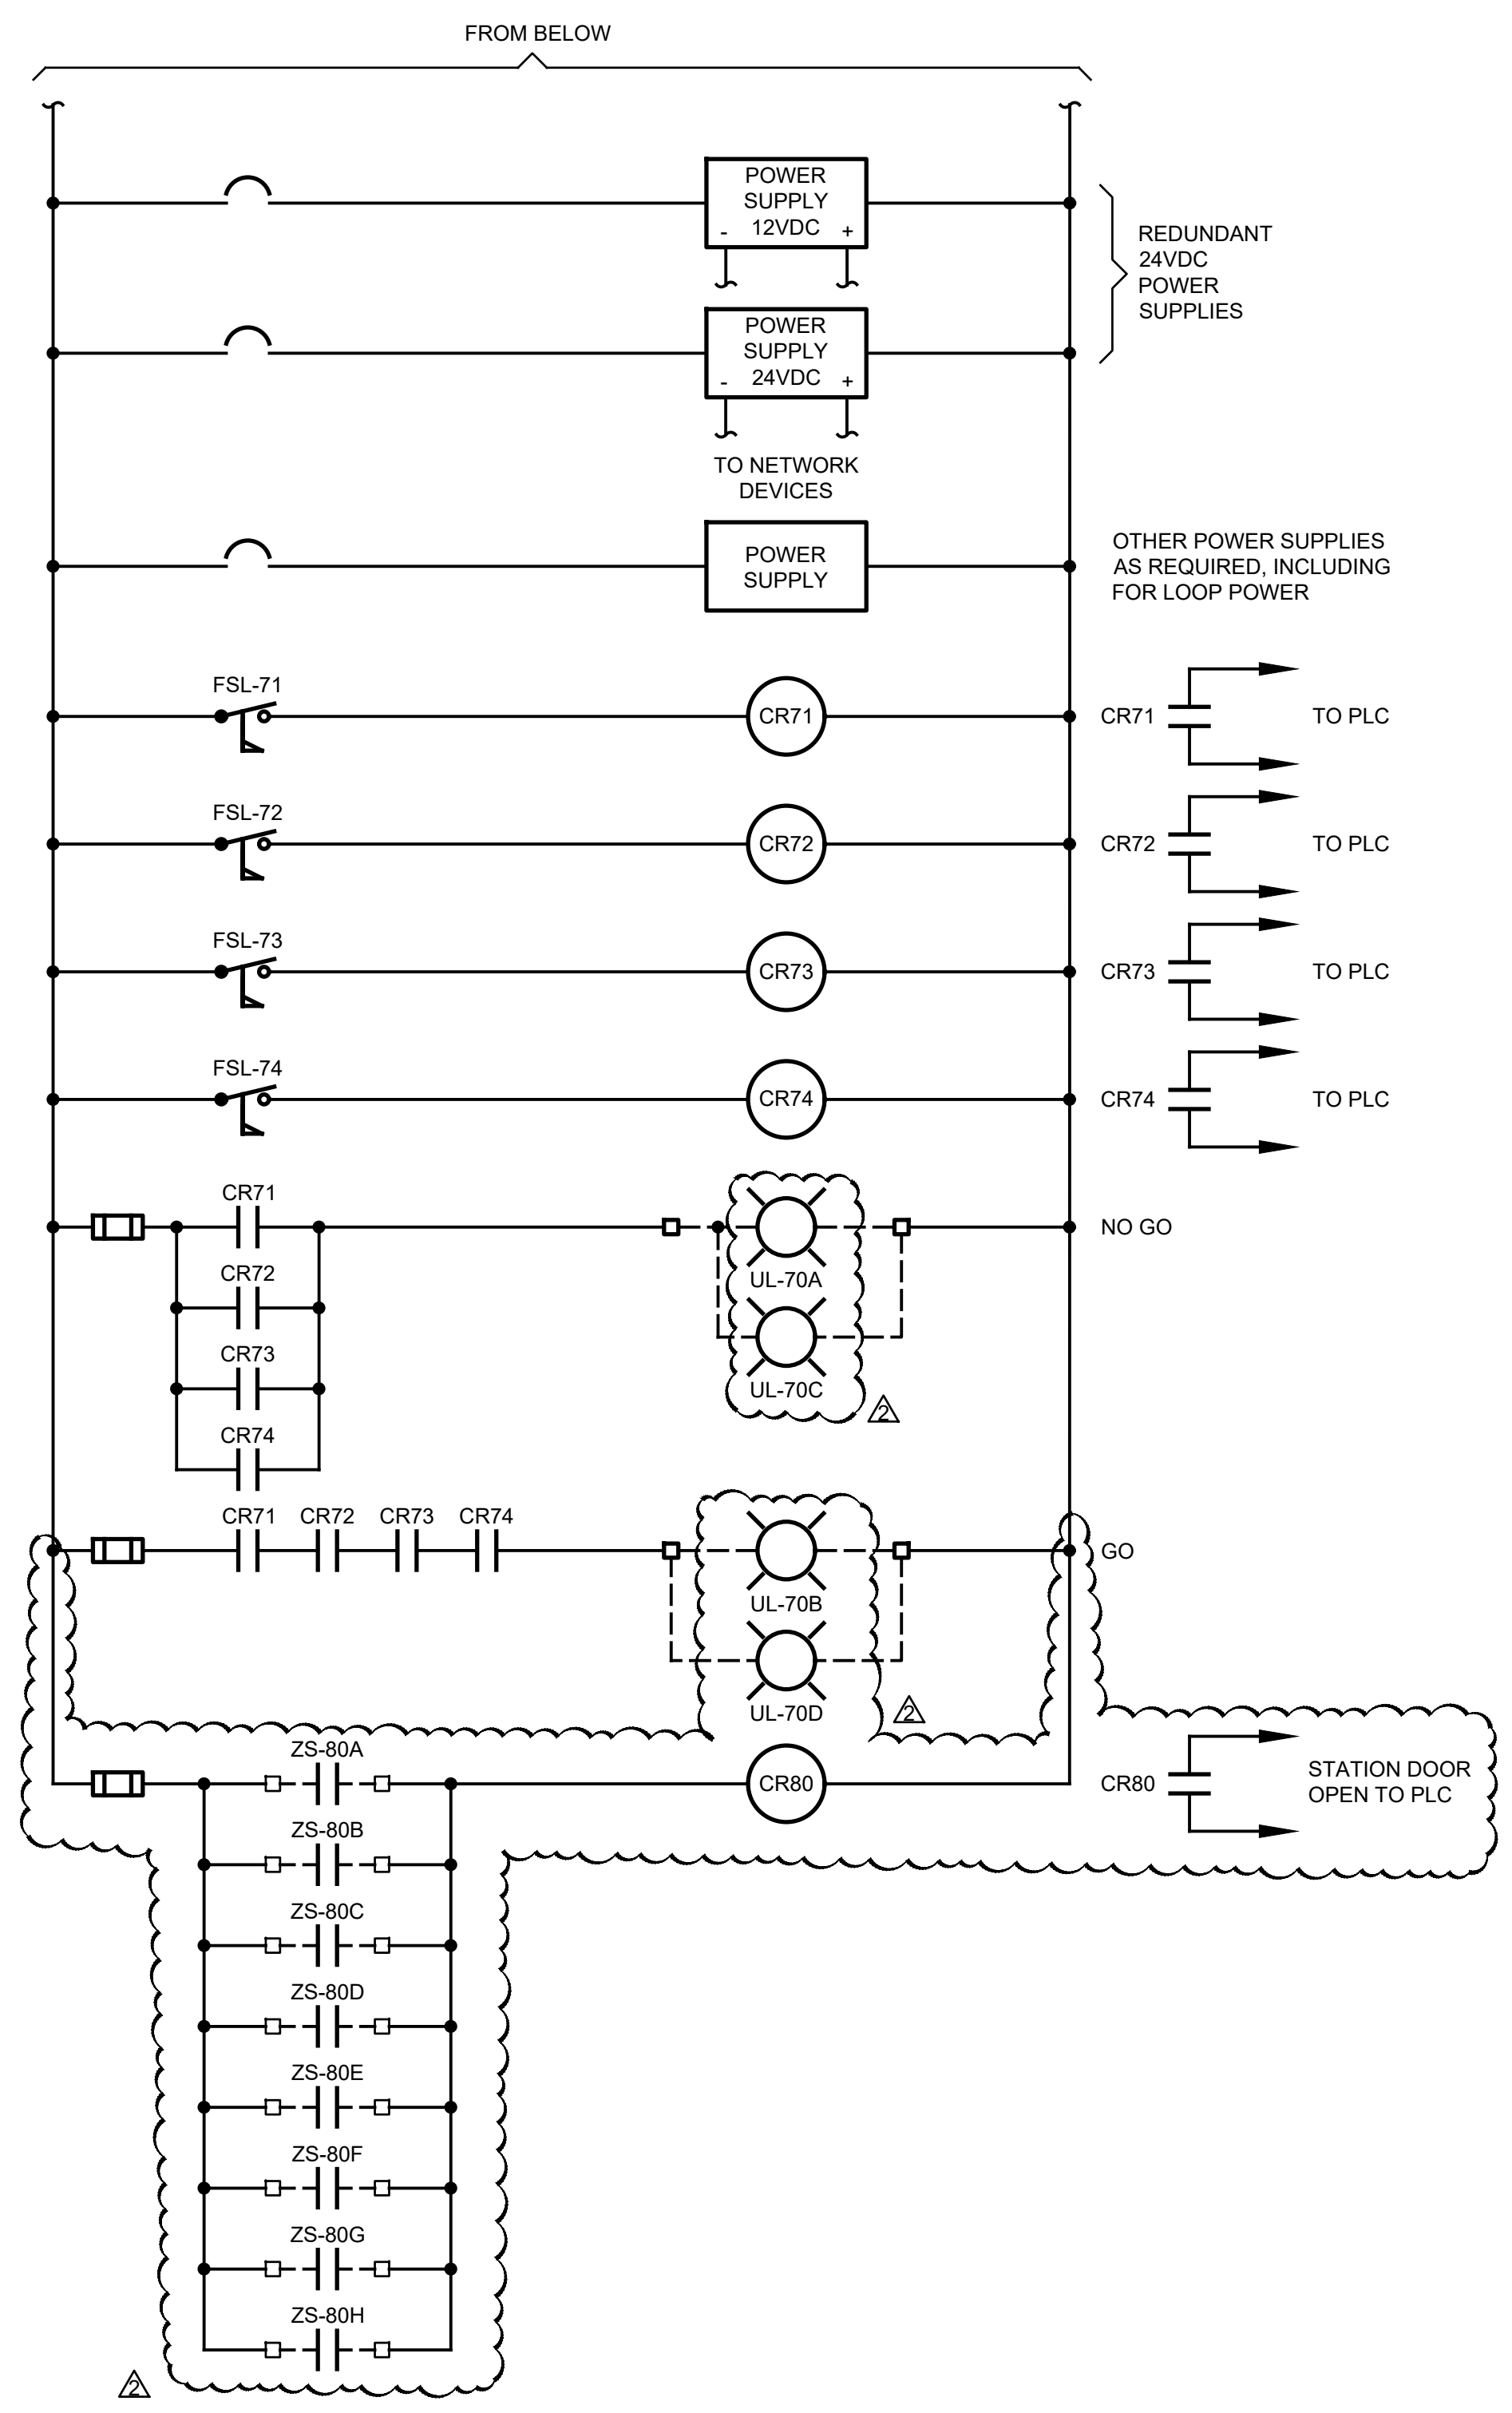 FROM BELOW
POWER
SUPPLY
12VDC
- +
REDUNDANT
24VDC
POWER
SUPPLIES
POWER
SUPPLY
24VDC
- +
TO NETWORK
DEVICES
POWER
SUPPLY
OTHER POWER SUPPLIES
AS REQUIRED, INCLUDING
FOR LOOP POWER
FSL-71
CR71
CR71
TO PLC
FSL-72
CR72
CR72
TO PLC
FSL-73
CR73
CR73
TO PLC
FSL-74
CR74
CR74
TO PLC
CR71
NO GO
CR72
UL-70A
CR73
UL-70C
2
CR74
CR71 CR72 CR73 CR74
GO
UL-70B
UL-70D
2
ZS-80A
CR80
CR80
STATION DOOR
OPEN TO PLC
ZS-80B
ZS-80C
ZS-80D
ZS-80E
ZS-80F
ZS-80G
ZS-80H
2